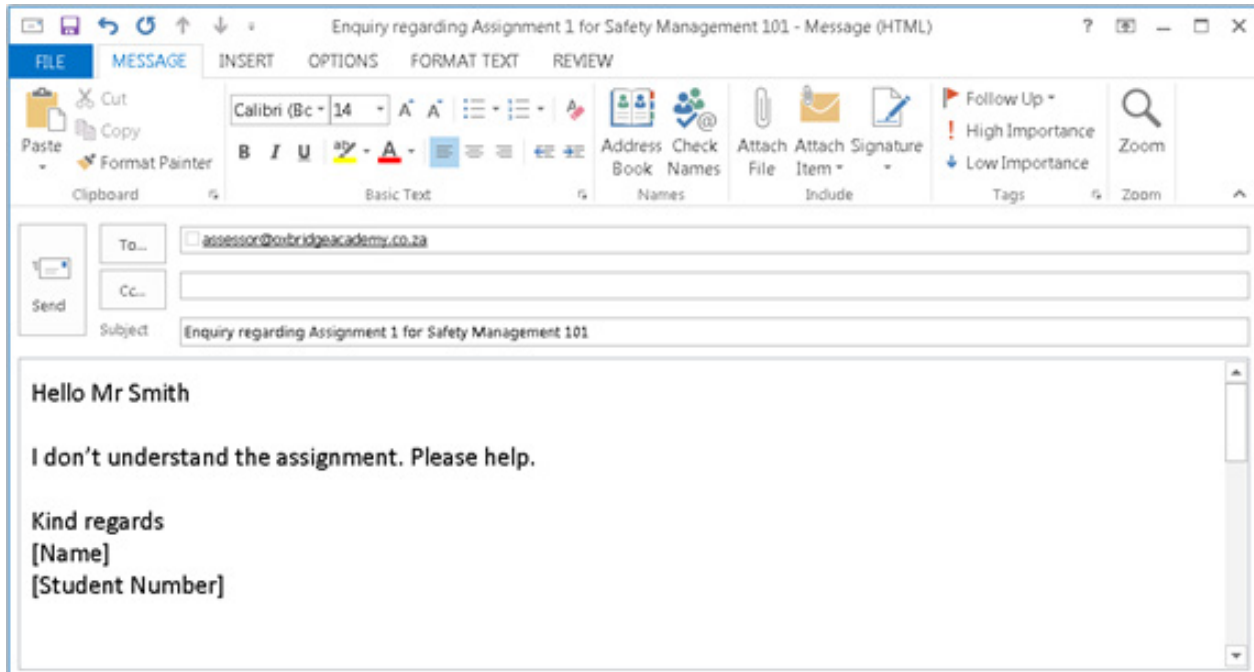 Enquiry regarding Assignment 1 for Safety Management 101 - Message (HTML)
?
FILE MESSAGE INSERT OPTIONS FORMAT TEXT REVIEW
Paste
Cut
Copy
Format Painter
Clipboard
Calibri (Bc 14
B I U
Basic Text
Address Book
Check Names
Names
Attach File
Attach Item
Signature
Include
Follow Up
High Importance
Low Importance
Tags
Zoom
Zoom
Send
To...
assessor@oxbridgeacademy.co.za
Cc...
Subject
Enquiry regarding Assignment 1 for Safety Management 101
Hello Mr Smith
I don’t understand the assignment. Please help.
Kind regards
[Name]
[Student Number]